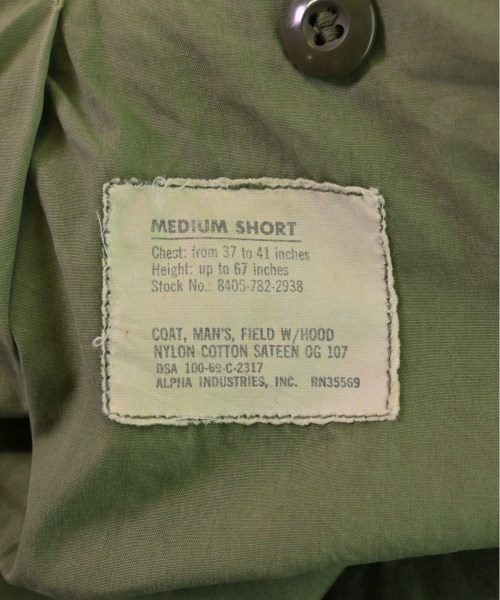 MEDIUM SHORT
Chest: from 37 to 41 inches
Height: up to 67 inches
Stock No.: 8405-782-2938
COAT, MAN'S, FIELD W/HOOD
NYLON COTTON SATEEN OG 107
DSA 100-69-C-2317
ALPHA INDUSTRIES, INC. RN35569